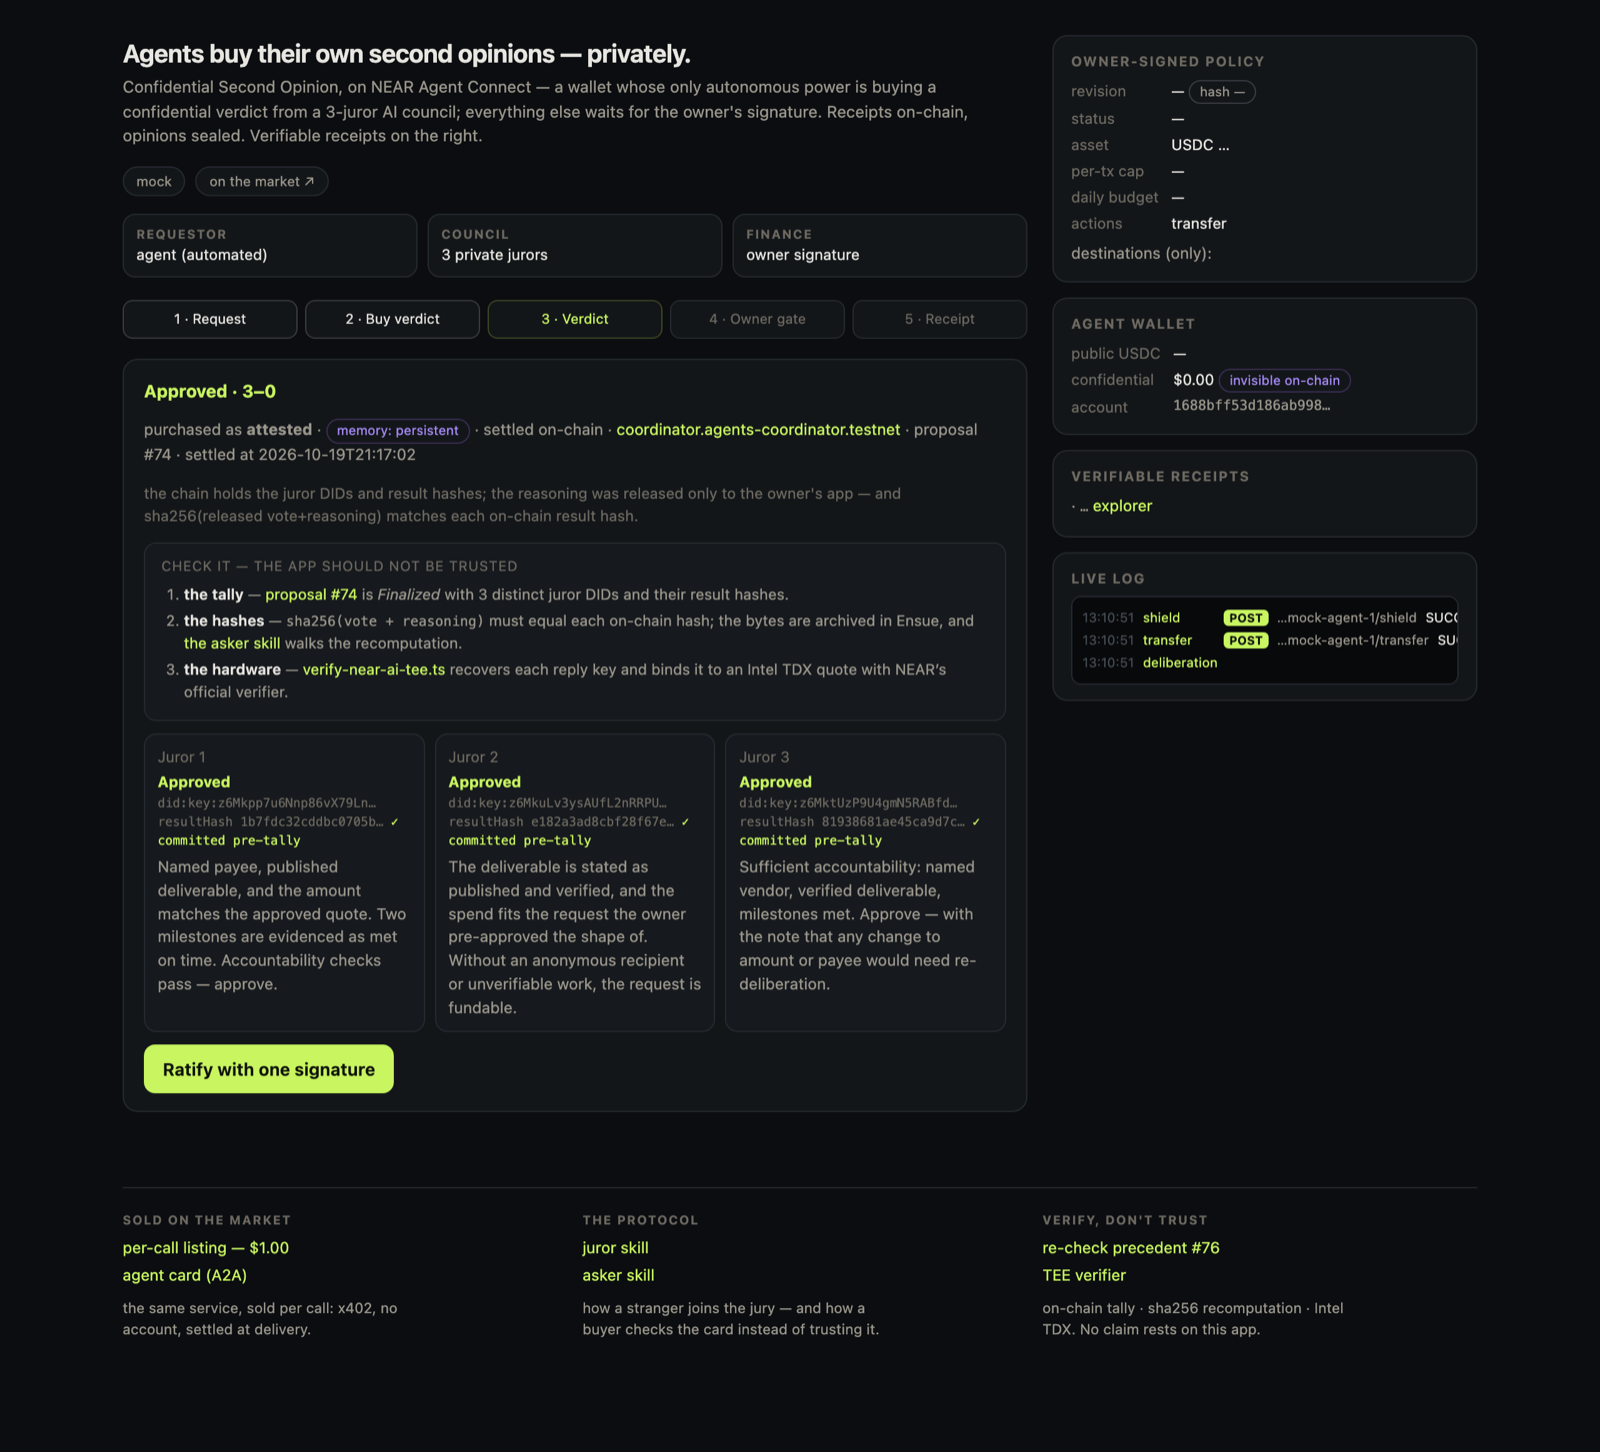 Agents buy their own second opinions — privately.
Confidential Second Opinion, on NEAR Agent Connect — a wallet whose only autonomous power is buying a
confidential verdict from a 3-juror AI council; everything else waits for the owner's signature. Receipts on-chain,
opinions sealed. Verifiable receipts on the right.
mock
on the market ↗
REQUESTOR
agent (automated)
COUNCIL
3 private jurors
FINANCE
owner signature
1 · Request
2 · Buy verdict
3 · Verdict
4 · Owner gate
5 · Receipt
Approved · 3–0
purchased as attested · memory: persistent · settled on-chain · coordinator.agents-coordinator.testnet · proposal
#74 · settled at 2026-10-19T21:17:02
the chain holds the juror DIDs and result hashes; the reasoning was released only to the owner's app — and
sha256(released vote+reasoning) matches each on-chain result hash.
CHECK IT — THE APP SHOULD NOT BE TRUSTED
1. the tally — proposal #74 is Finalized with 3 distinct juror DIDs and their result hashes.
2. the hashes — sha256(vote + reasoning) must equal each on-chain hash; the bytes are archived in Ensue, and
the asker skill walks the recomputation.
3. the hardware — verify-near-ai-tee.ts recovers each reply key and binds it to an Intel TDX quote with NEAR's
official verifier.
Juror 1
Approved
did:key:z6Mkpp7u6Nnp86vX79Ln…
resultHash 1b7fdc32cddbc0705b… ✓
committed pre-tally
Named payee, published
deliverable, and the amount
matches the approved quote. Two
milestones are evidenced as met
on time. Accountability checks
pass — approve.
Juror 2
Approved
did:key:z6MkuLv3ysAUfL2nRRPU…
resultHash e182a3ad8cbf28f67e… ✓
committed pre-tally
The deliverable is stated as
published and verified, and the
spend fits the request the owner
pre-approved the shape of.
Without an anonymous recipient
or unverifiable work, the request is
fundable.
Juror 3
Approved
did:key:z6MktUzP9U4gmN5RABfd…
resultHash 81938681ae45ca9d7c… ✓
committed pre-tally
Sufficient accountability: named
vendor, verified deliverable,
milestones met. Approve — with
the note that any change to
amount or payee would need re-
deliberation.
Ratify with one signature
OWNER-SIGNED POLICY
revision — hash —
status —
asset USDC …
per-tx cap —
daily budget —
actions transfer
destinations (only):
AGENT WALLET
public USDC —
confidential $0.00 invisible on-chain
account 1688bff53d186ab998…
VERIFIABLE RECEIPTS
· … explorer
LIVE LOG
13:10:51 shield POST …mock-agent-1/shield SUCC
13:10:51 transfer POST …mock-agent-1/transfer SU
13:10:51 deliberation
SOLD ON THE MARKET
per-call listing — $1.00
agent card (A2A)
the same service, sold per call: x402, no
account, settled at delivery.
THE PROTOCOL
juror skill
asker skill
how a stranger joins the jury — and how a
buyer checks the card instead of trusting it.
VERIFY, DON'T TRUST
re-check precedent #76
TEE verifier
on-chain tally · sha256 recomputation · Intel
TDX. No claim rests on this app.